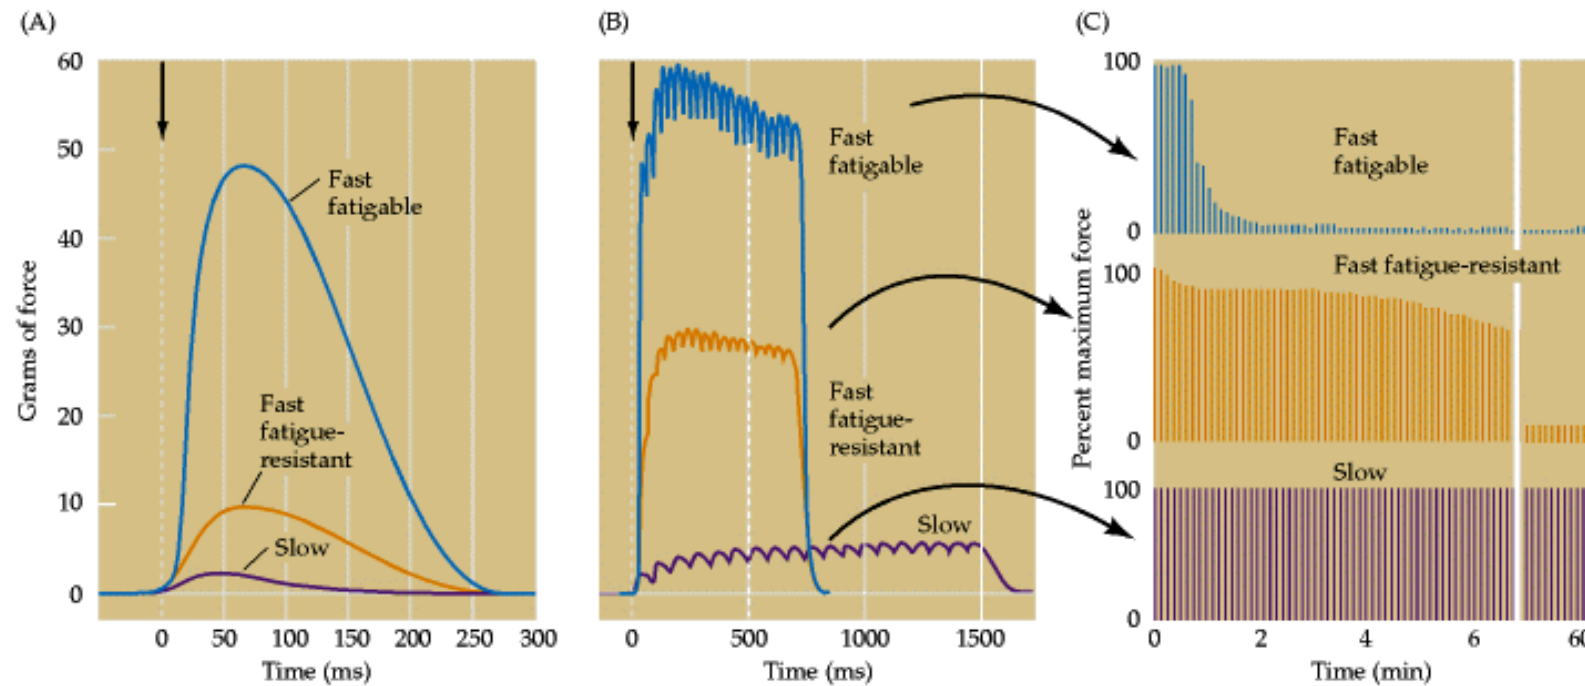 (A)
60
50
40
30
20
10
0
Grams of force
Fast
fatigable
Fast
fatigue-
resistant
Slow
0 50 100 150 200 250 300
Time (ms)
(B)
Fast
fatigable
Fast
fatigue-
resistant
Slow
0 500 1000 1500
Time (ms)
(C)
Percent maximum force
100
Fast
fatigable
0
Fast fatigue-resistant
100
0
Slow
100
0
0 2 4 6 60
Time (min)